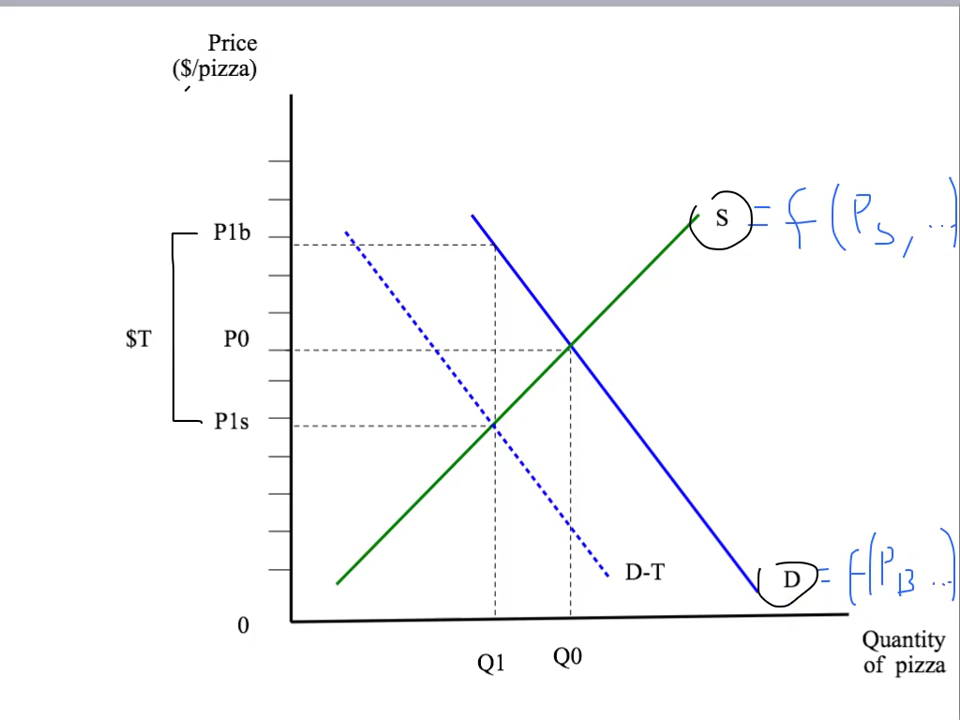 Price
($/pizza)
P1b
S = f(PS, ..)
$T
P0
P1s
D-T
D = f(PB ..)
0
Q1
Q0
Quantity
of pizza